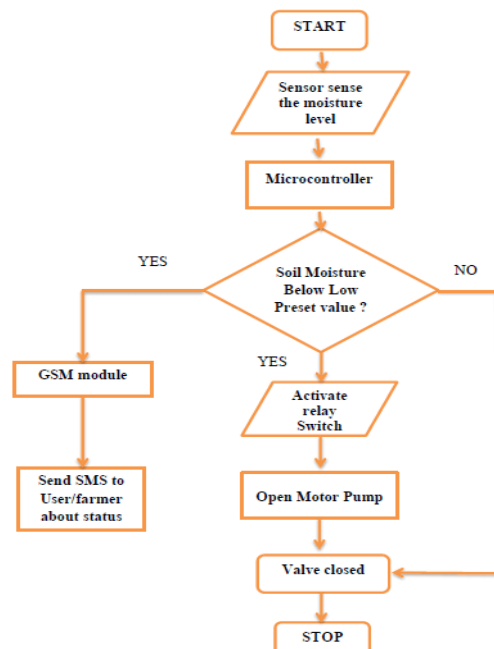 START
Sensor sense
the moisture
level
Microcontroller
YES
NO
Soil Moisture
Below Low
Preset value ?
YES
GSM module
Activate
relay
Switch
Send SMS to
User/farmer
about status
Open Motor Pump
Valve closed
STOP